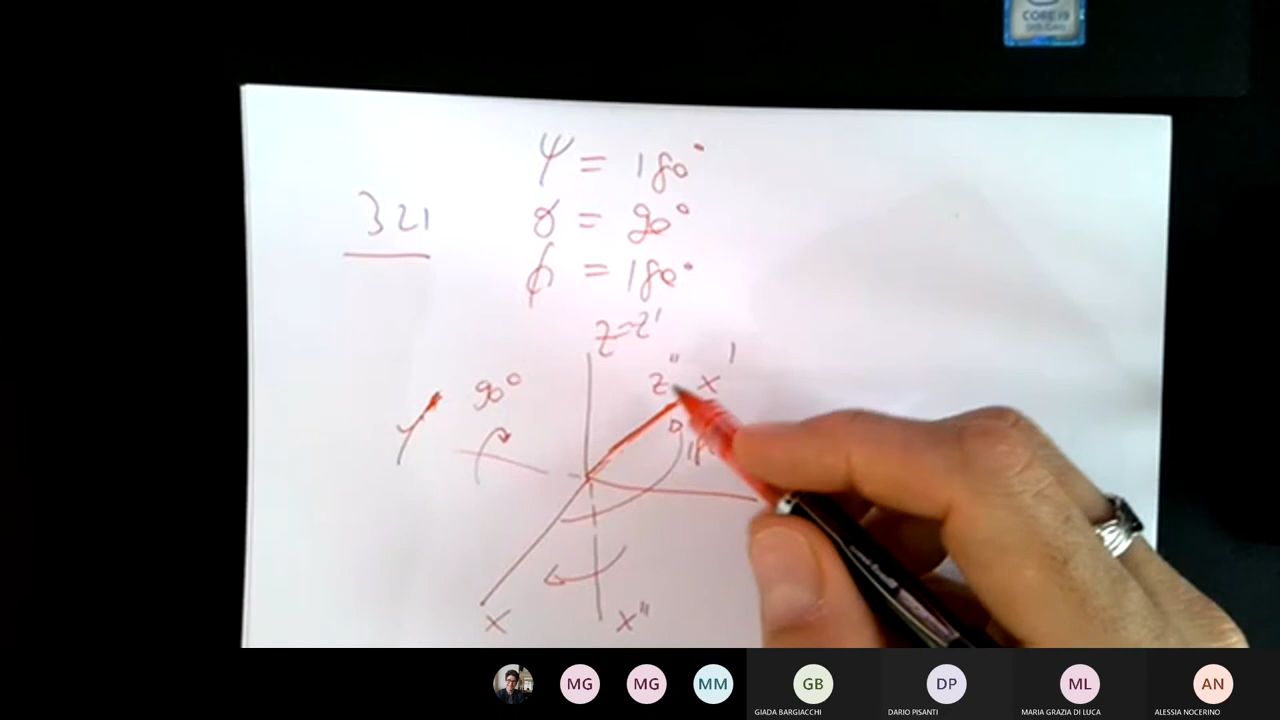 CORE i9
ψ = 180°
321
θ = 90°
ϕ = 180°
z=z'
z" x'
90°
x
x"
MG
MG
MM
GB
DP
ML
AN
GIADA BARGIACCHI
DARIO PISANTI
MARIA GRAZIA DI LUCA
ALESSIA NOCERINO